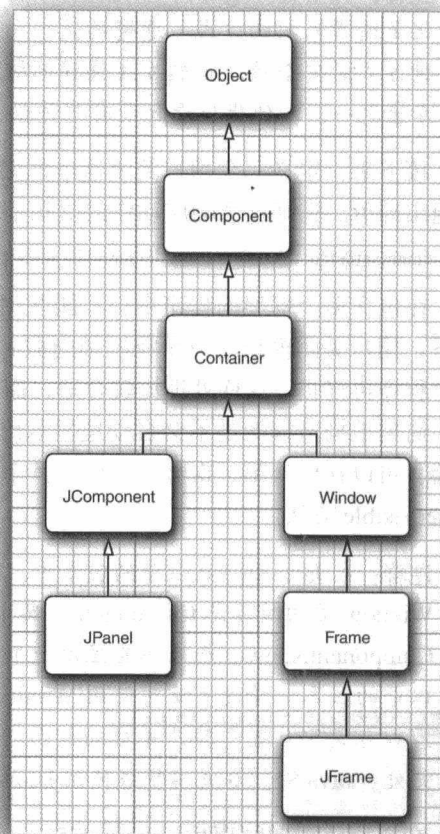 Object
Component
Container
JComponent
Window
JPanel
Frame
JFrame